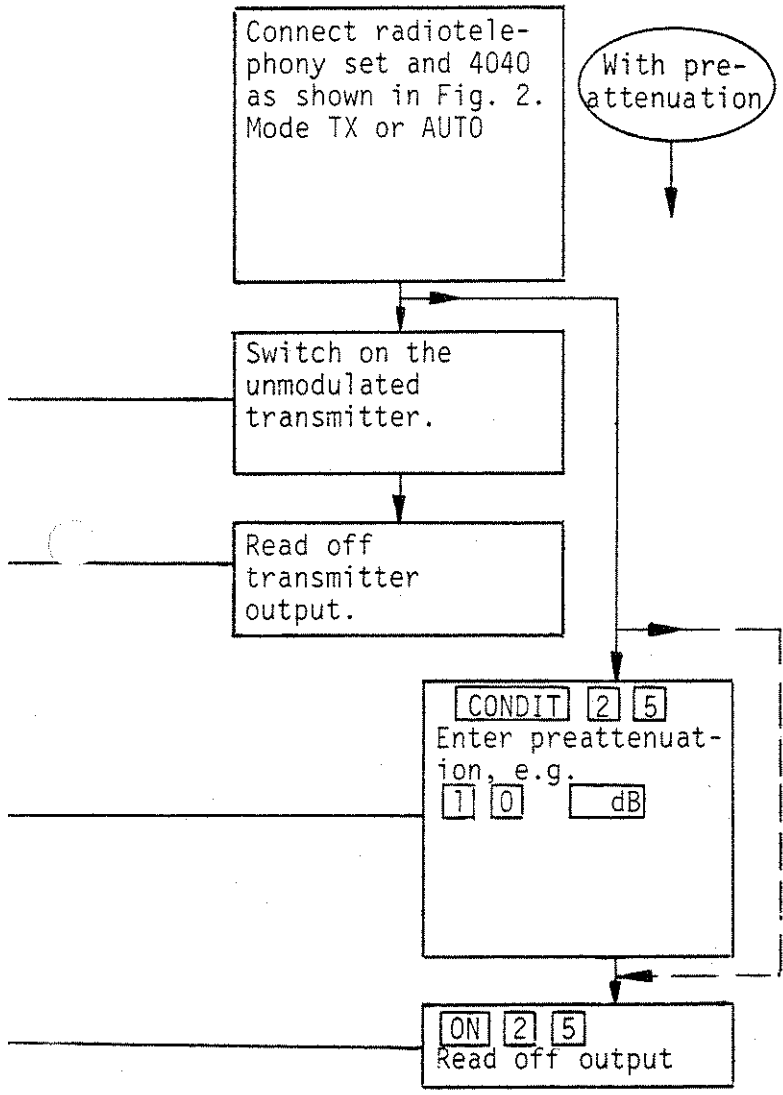 Connect radiotele-
phony set and 4040
as shown in Fig. 2.
Mode TX or AUTO
With pre-
attenuation
Switch on the
unmodulated
transmitter.
Read off
transmitter
output.
CONDIT 2 5
Enter preattenuat-
ion, e.g.
1 0 dB
ON 2 5
Read off output